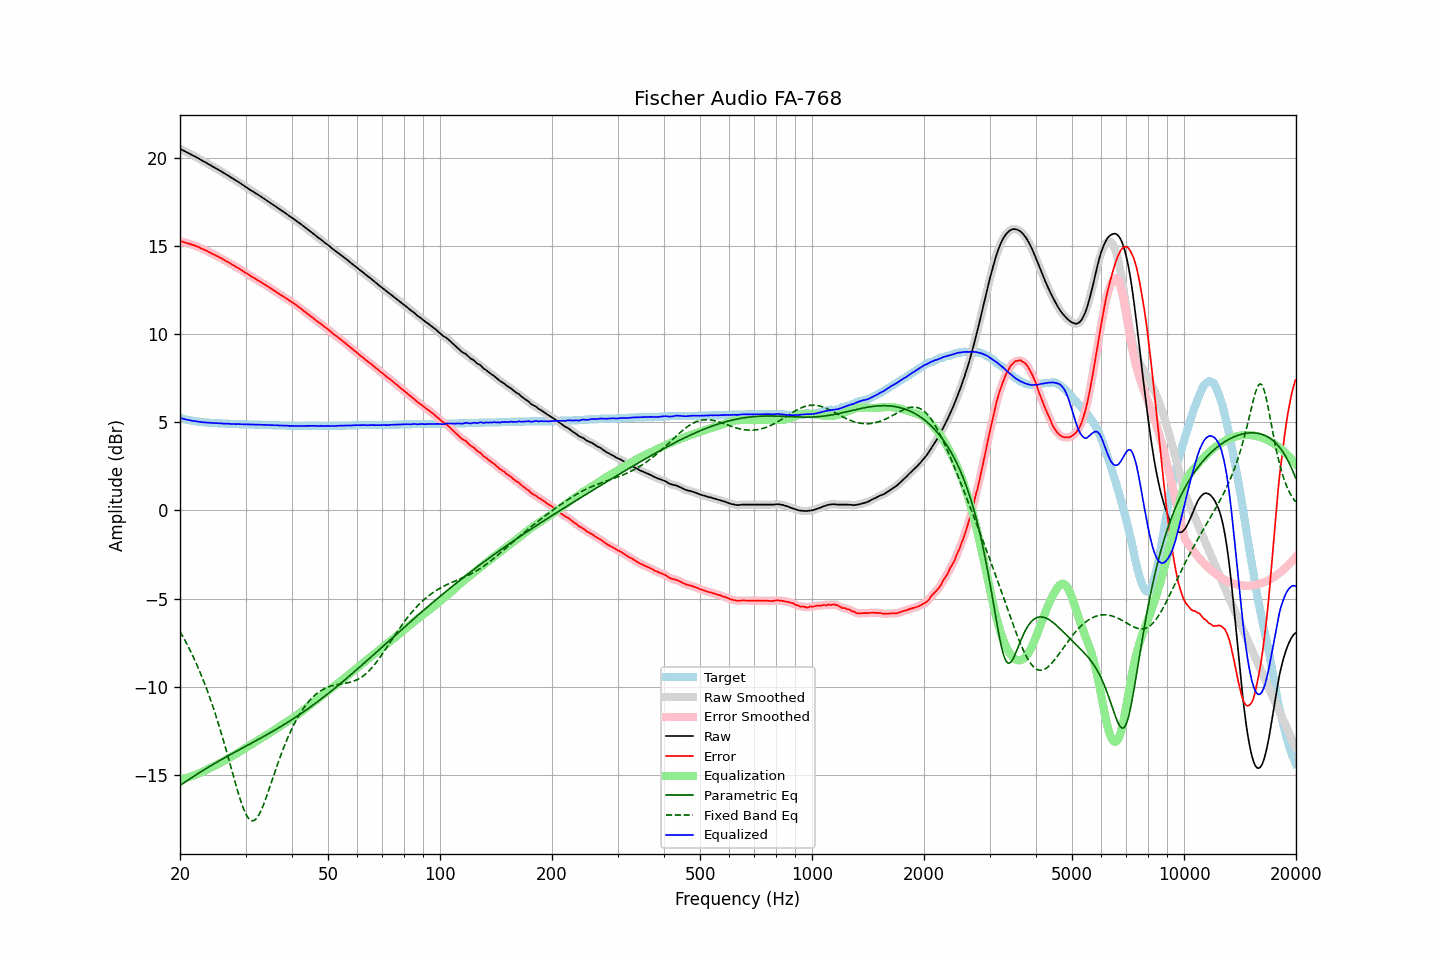 Fischer Audio FA-768
Amplitude (dBr)
20
15
10
5
0
−5
−10
−15
Target
Raw Smoothed
Error Smoothed
Raw
Error
Equalization
Parametric Eq
Fixed Band Eq
Equalized
20 50 100 200 500 1000 2000 5000 10000 20000
Frequency (Hz)